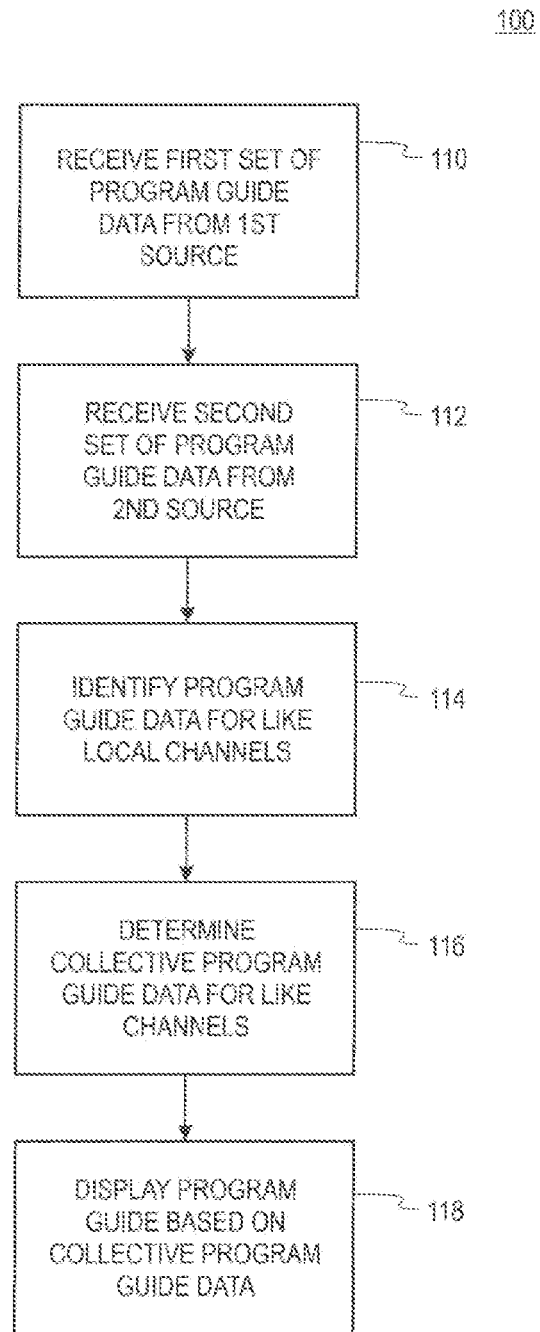 100
RECEIVE FIRST SET OF
PROGRAM GUIDE
DATA FROM 1ST
SOURCE
110
RECEIVE SECOND
SET OF PROGRAM
GUIDE DATA FROM
2ND SOURCE
112
IDENTIFY PROGRAM
GUIDE DATA FOR LIKE
LOCAL CHANNELS
114
DETERMINE
COLLECTIVE PROGRAM
GUIDE DATA FOR LIKE
CHANNELS
116
DISPLAY PROGRAM
GUIDE BASED ON
COLLECTIVE PROGRAM
GUIDE DATA
118